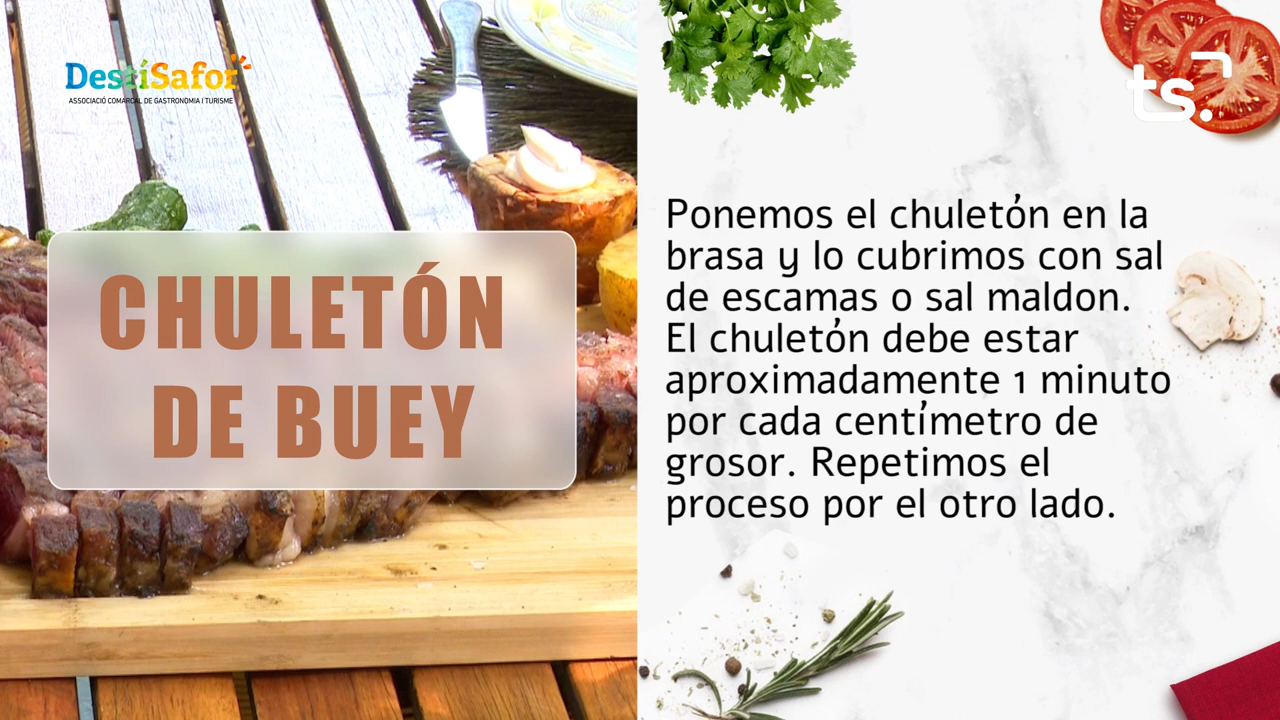 DestíSafor
ASSOCIACIÓ COMARCAL DE GASTRONOMIA I TURISME
ts.
CHULETÓN
DE BUEY
Ponemos el chuletón en la
brasa y lo cubrimos con sal
de escamas o sal maldon.
El chuletón debe estar
aproximadamente 1 minuto
por cada centímetro de
grosor. Repetimos el
proceso por el otro lado.